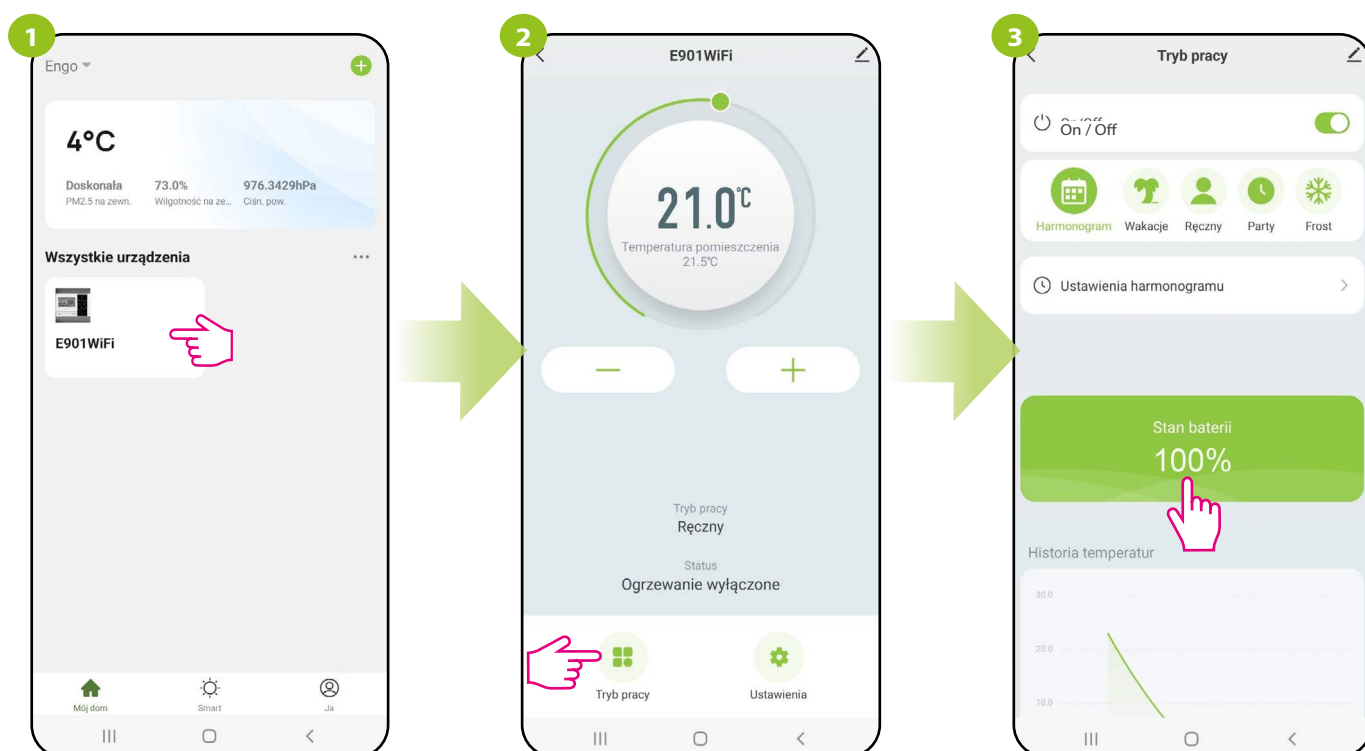 1
Engo
4°C
Doskonała 73.0% 976.3429hPa
PM2.5 na zewn. Wilgotność na ze... Ciśn. pow.
Wszystkie urządzenia ...
E901WiFi
Mój dom Smart Ja
2
E901WiFi
21.0°C
Temperatura pomieszczenia
21.5°C
Tryb pracy
Ręczny
Status
Ogrzewanie wyłączone
Tryb pracy Ustawienia
3
Tryb pracy
On / Off
Harmonogram Wakacje Ręczny Party Frost
Ustawienia harmonogramu
Stan baterii
100%
Historia temperatur
30.0
20.0
10.0